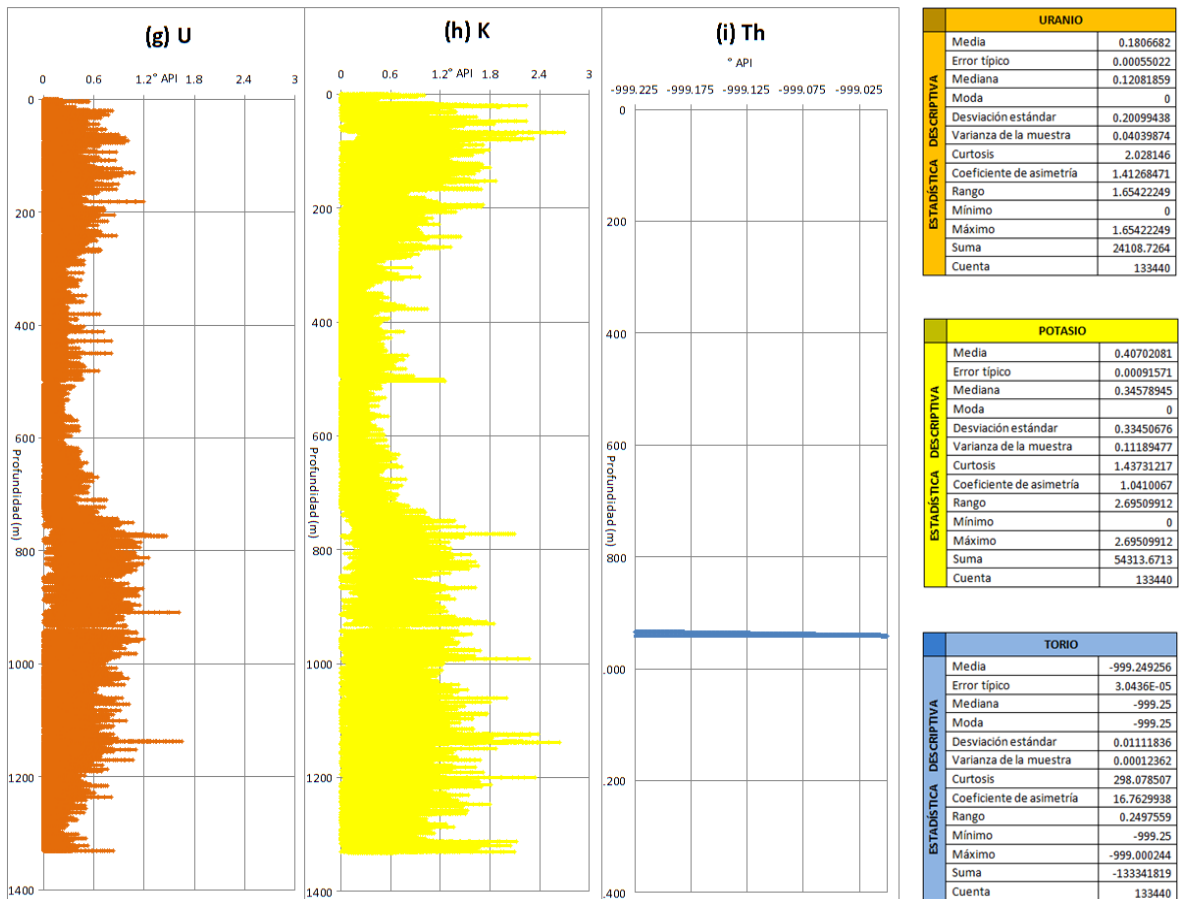 (g) U
° API
0 0.6 1.2 1.8 2.4 3
0
200
400
600
800
1000
1200
1400
Profundidad (m)
(h) K
° API
0 0.6 1.2 1.8 2.4 3
0
200
400
600
800
1000
1200
1400
Profundidad (m)
(i) Th
° API
-999.225 -999.175 -999.125 -999.075 -999.025
0
200
400
600
800
.000
.200
.400
Profundidad (m)
URANIO
ESTADÍSTICA DESCRIPTIVA
Media 0.1806682
Error típico 0.00055022
Mediana 0.12081859
Moda 0
Desviación estándar 0.20099438
Varianza de la muestra 0.04039874
Curtosis 2.028146
Coeficiente de asimetría 1.41268471
Rango 1.65422249
Mínimo 0
Máximo 1.65422249
Suma 24108.7264
Cuenta 133440
POTASIO
ESTADÍSTICA DESCRIPTIVA
Media 0.40702081
Error típico 0.00091571
Mediana 0.34578945
Moda 0
Desviación estándar 0.33450676
Varianza de la muestra 0.11189477
Curtosis 1.43731217
Coeficiente de asimetría 1.0410067
Rango 2.69509912
Mínimo 0
Máximo 2.69509912
Suma 54313.6713
Cuenta 133440
TORIO
ESTADÍSTICA DESCRIPTIVA
Media -999.249256
Error típico 3.0436E-05
Mediana -999.25
Moda -999.25
Desviación estándar 0.01111836
Varianza de la muestra 0.00012362
Curtosis 298.078507
Coeficiente de asimetría 16.7629938
Rango 0.2497559
Mínimo -999.25
Máximo -999.000244
Suma -133341819
Cuenta 133440